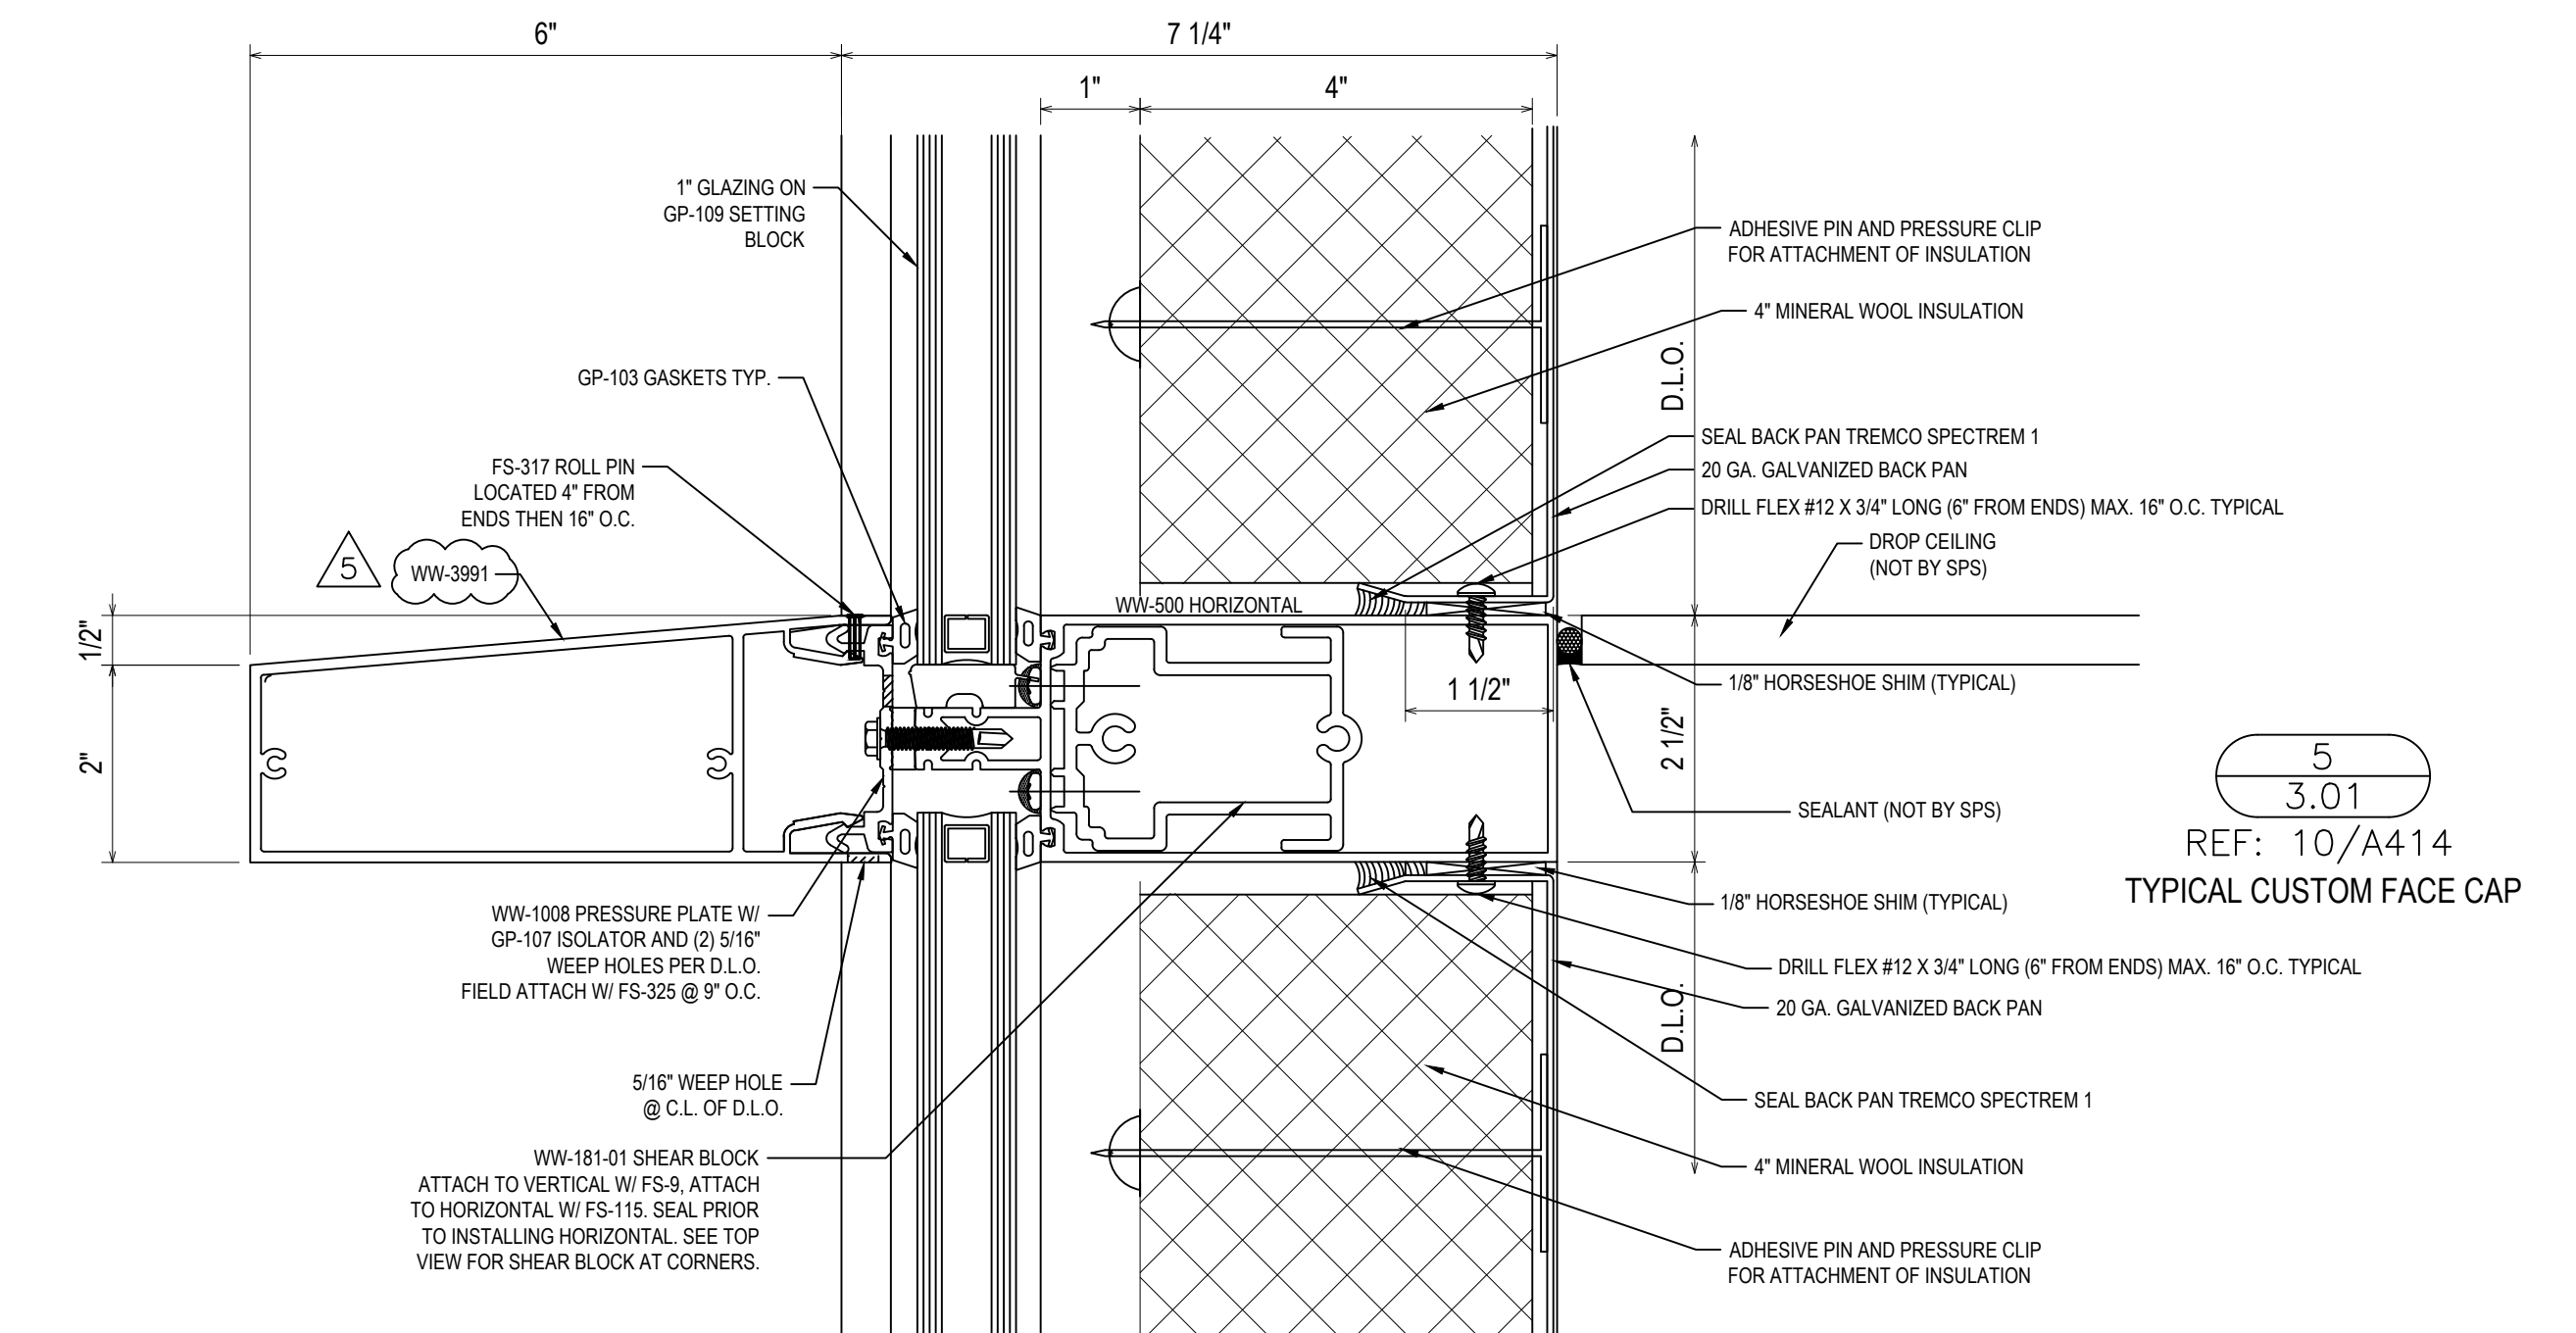 6"
7 1/4"
1"
4"
1" GLAZING ON
GP-109 SETTING
BLOCK
GP-103 GASKETS TYP.
FS-317 ROLL PIN
LOCATED 4" FROM
ENDS THEN 16" O.C.
5
WW-3991
1/2"
2"
WW-1008 PRESSURE PLATE W/
GP-107 ISOLATOR AND (2) 5/16"
WEEP HOLES PER D.L.O.
FIELD ATTACH W/ FS-325 @ 9" O.C.
5/16" WEEP HOLE
@ C.L. OF D.L.O.
WW-181-01 SHEAR BLOCK
ATTACH TO VERTICAL W/ FS-9, ATTACH
TO HORIZONTAL W/ FS-115. SEAL PRIOR
TO INSTALLING HORIZONTAL. SEE TOP
VIEW FOR SHEAR BLOCK AT CORNERS.
WW-500 HORIZONTAL
1 1/2"
D.L.O.
2 1/2"
D.L.O.
ADHESIVE PIN AND PRESSURE CLIP
FOR ATTACHMENT OF INSULATION
4" MINERAL WOOL INSULATION
SEAL BACK PAN TREMCO SPECTREM 1
20 GA. GALVANIZED BACK PAN
DRILL FLEX #12 X 3/4" LONG (6" FROM ENDS) MAX. 16" O.C. TYPICAL
DROP CEILING
(NOT BY SPS)
1/8" HORSESHOE SHIM (TYPICAL)
SEALANT (NOT BY SPS)
1/8" HORSESHOE SHIM (TYPICAL)
DRILL FLEX #12 X 3/4" LONG (6" FROM ENDS) MAX. 16" O.C. TYPICAL
20 GA. GALVANIZED BACK PAN
SEAL BACK PAN TREMCO SPECTREM 1
4" MINERAL WOOL INSULATION
ADHESIVE PIN AND PRESSURE CLIP
FOR ATTACHMENT OF INSULATION
5
3.01
REF: 10/A414
TYPICAL CUSTOM FACE CAP